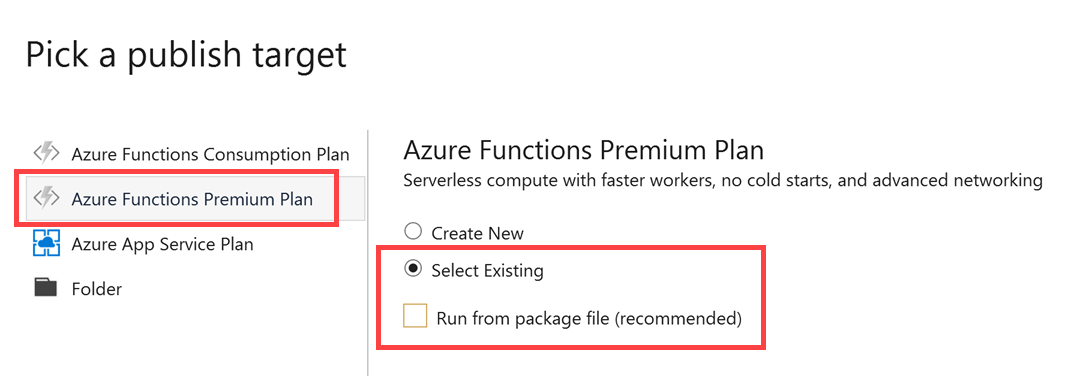 Pick a publish target
Azure Functions Consumption Plan
Azure Functions Premium Plan
Azure App Service Plan
Folder
Azure Functions Premium Plan
Serverless compute with faster workers, no cold starts, and advanced networking
Create New
Select Existing
Run from package file (recommended)